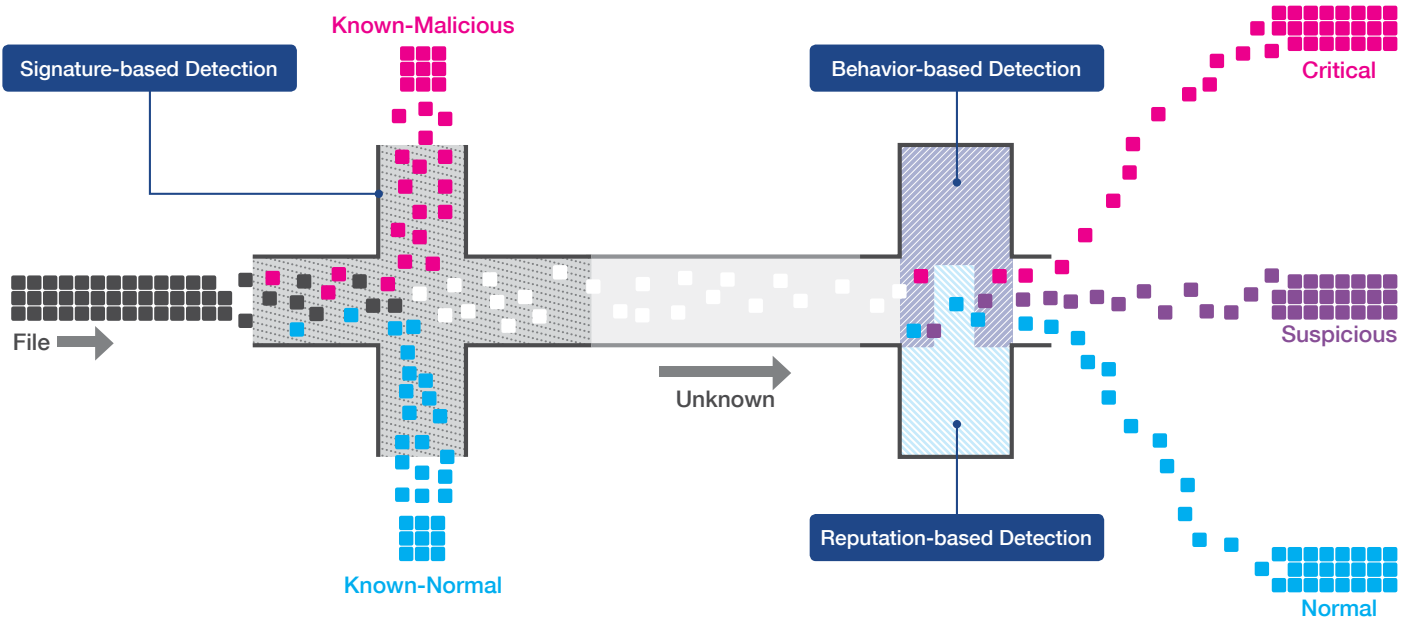 Known-Malicious
Signature-based Detection
Behavior-based Detection
Critical
File
Unknown
Suspicious
Reputation-based Detection
Known-Normal
Normal